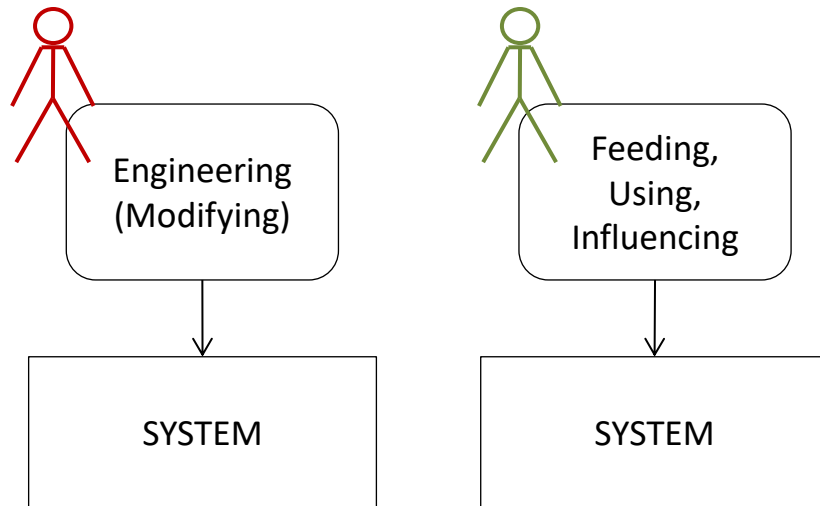 Engineering
(Modifying)
Feeding,
Using,
Influencing
SYSTEM
SYSTEM